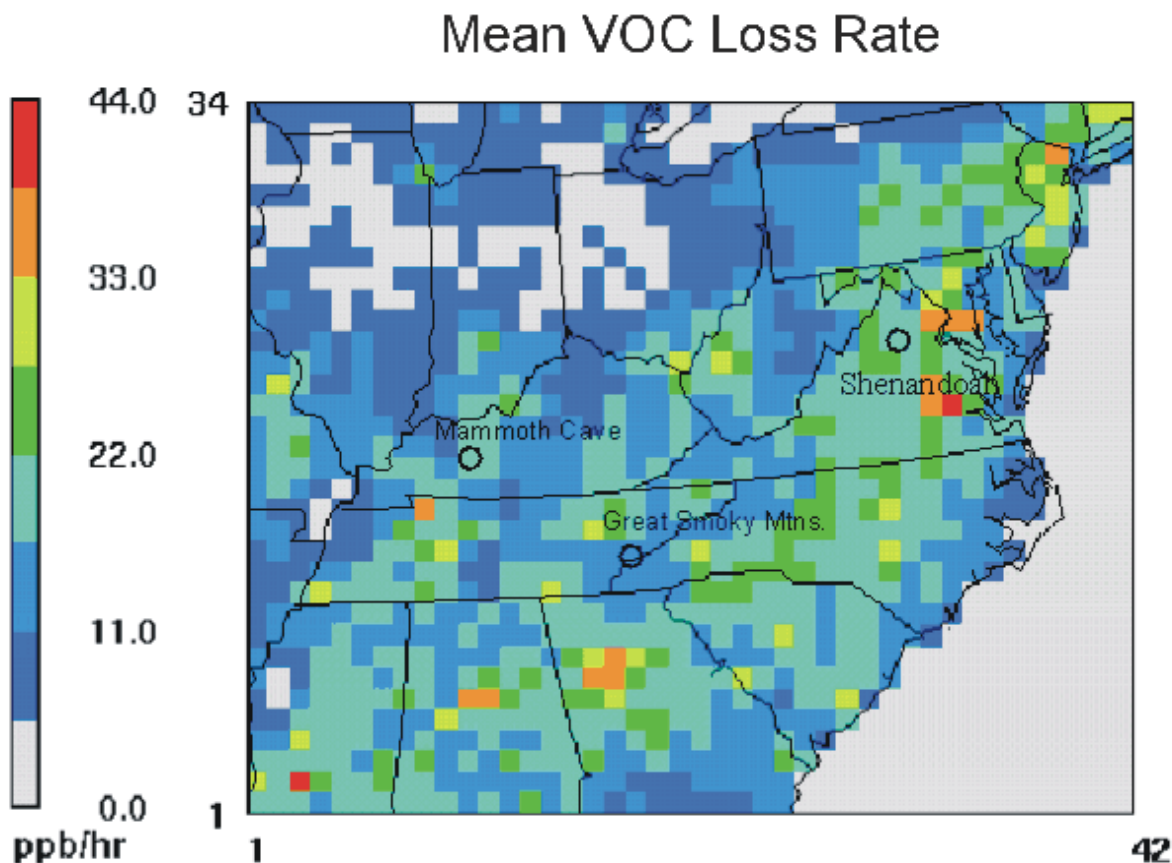 Mean VOC Loss Rate
44.0
33.0
22.0
11.0
0.0
ppb/hr
34
1
1
42
Shenandoah
Mammoth Cave
Great Smoky Mtns.